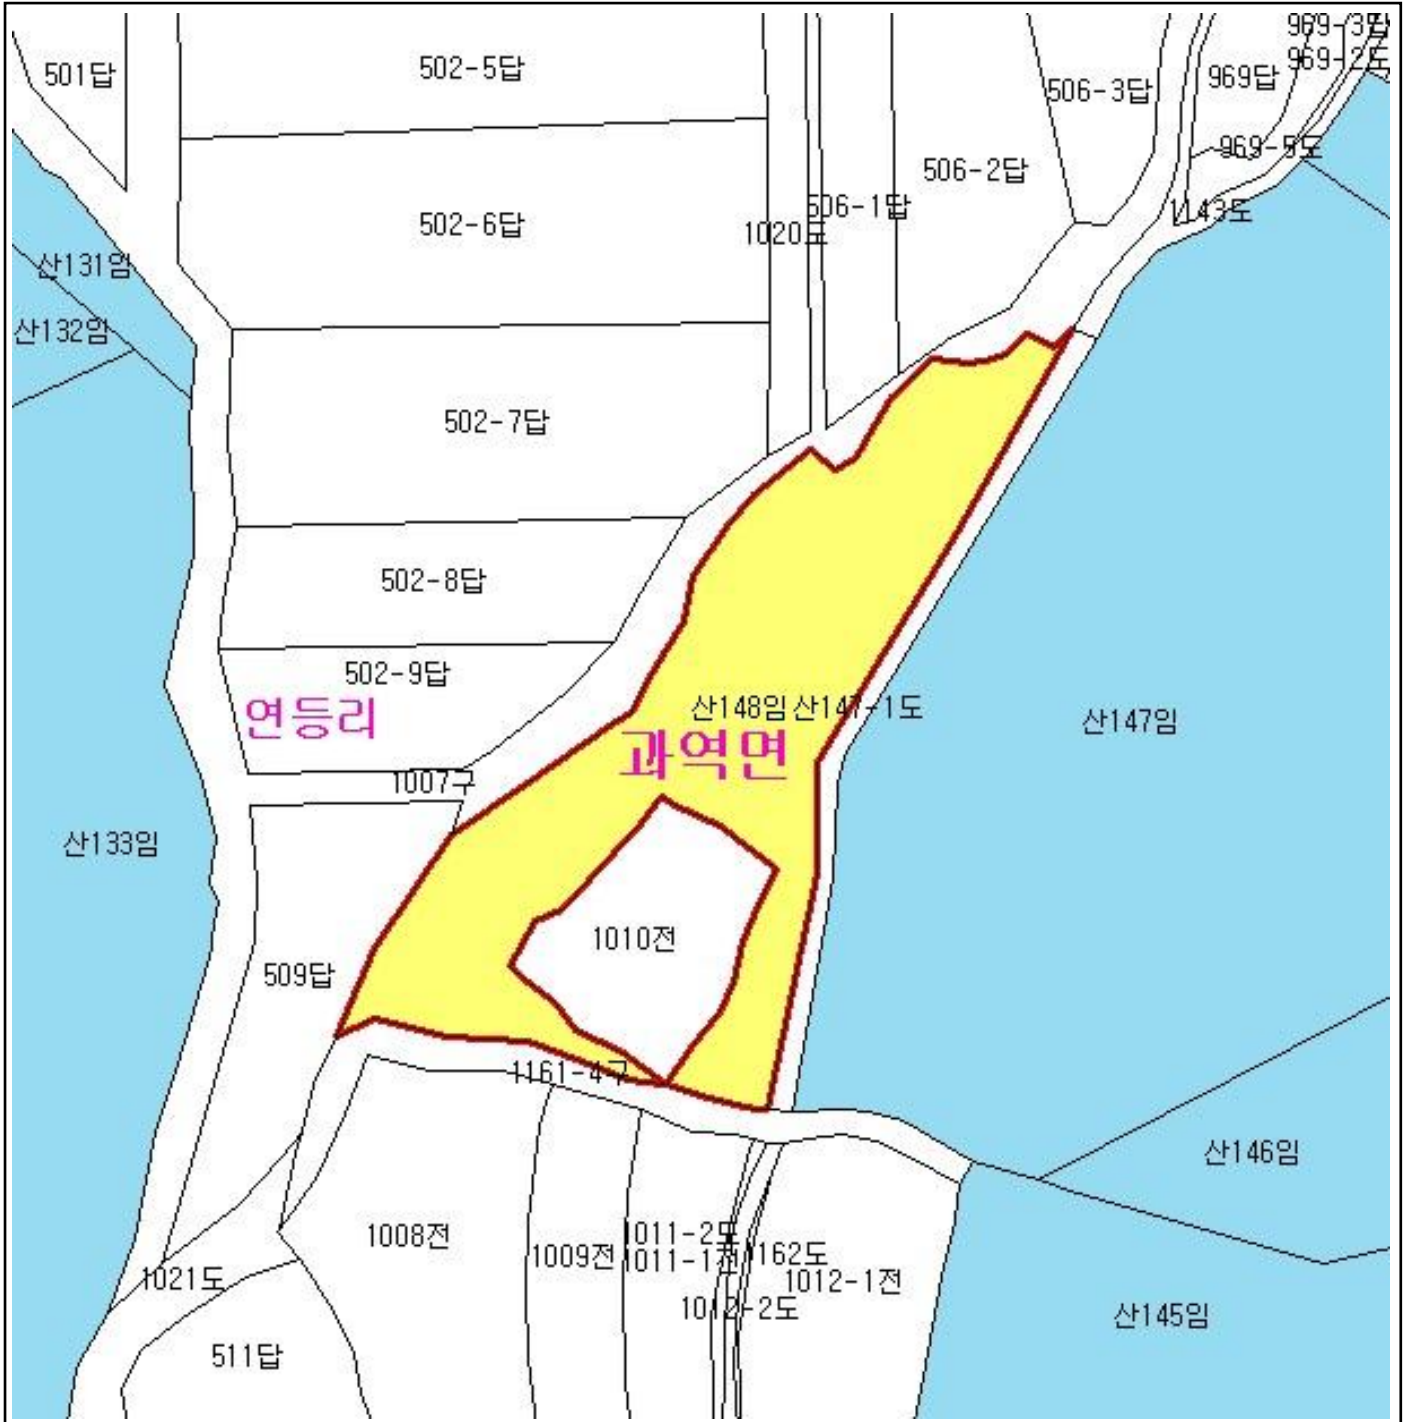 969-3답
501답
502-5답
969답
969-2도
506-3답
969-5도
506-2답
506-1답
1143도
502-6답
1020도
산131임
산132임
502-7답
502-8답
502-9답
산148임
산147-1도
연등리
산147임
과역면
1007구
산133임
1010전
509답
1161-4구
산146임
1008전
1011-2도
1009전
1011-1전
1162도
1021도
1012-1전
1012-2도
산145임
511답